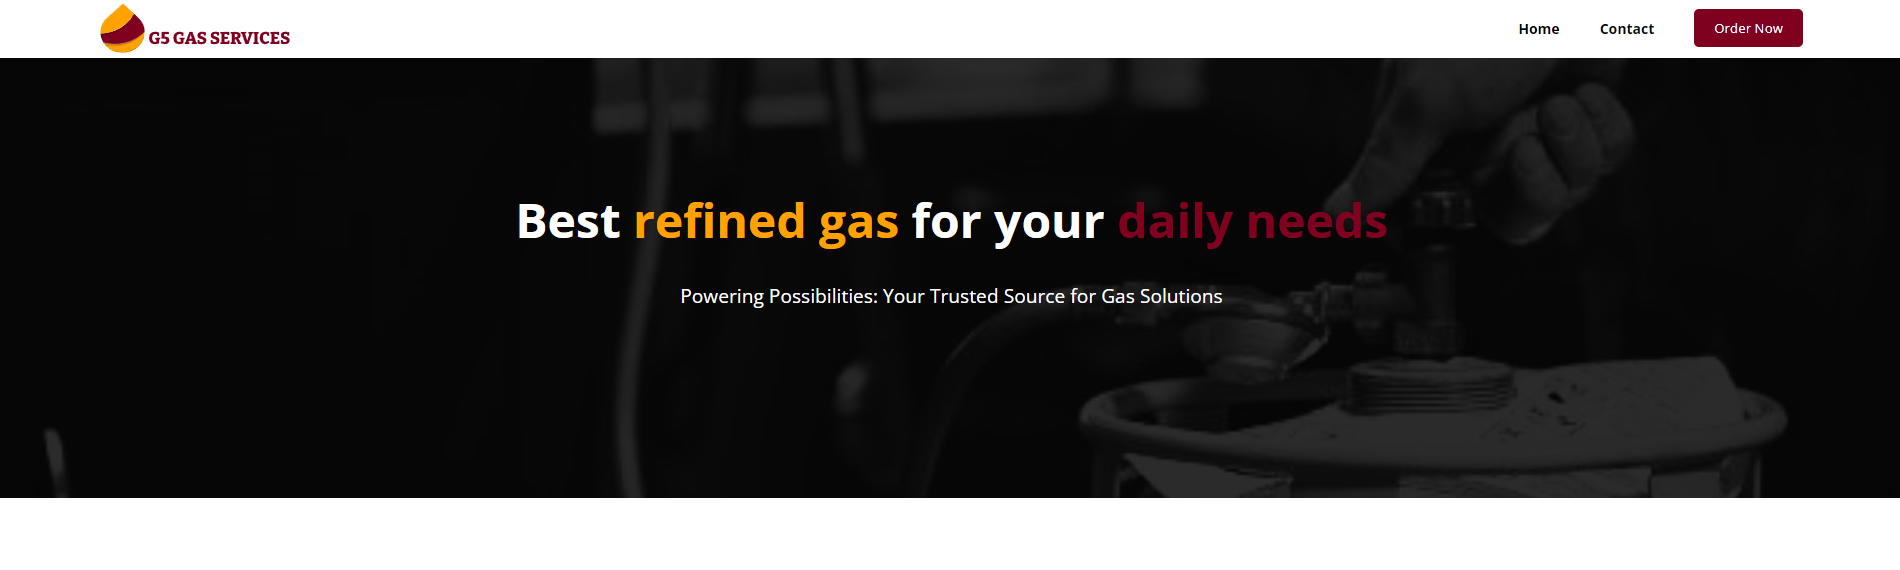 G5 GAS SERVICES
Home
Contact
Order Now
Best refined gas for your daily needs
Powering Possibilities: Your Trusted Source for Gas Solutions